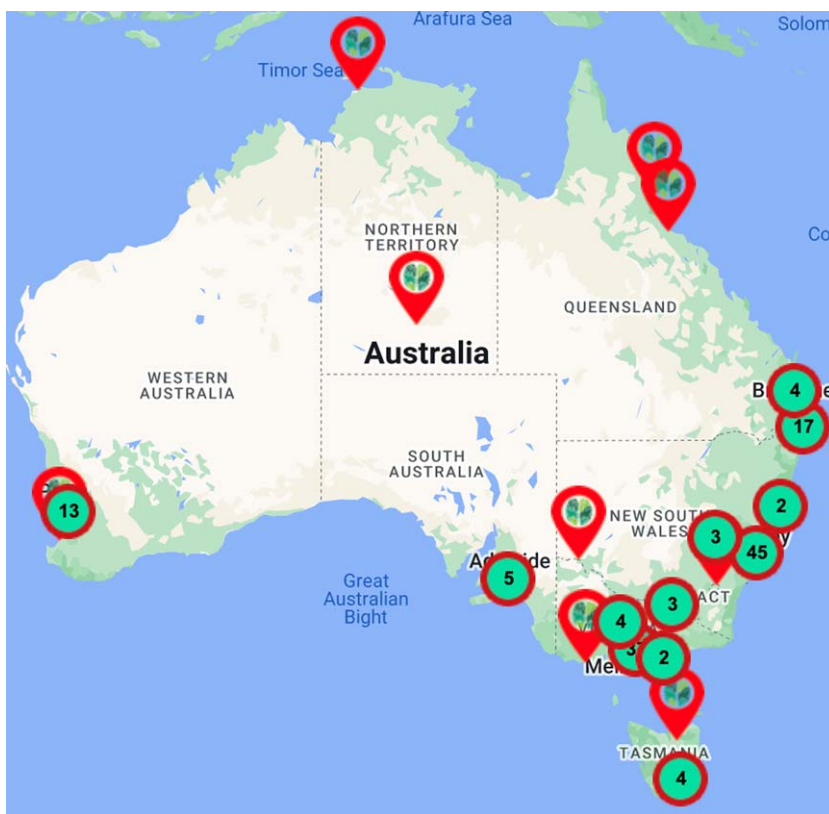 Arafura Sea
Solom
Timor Sea
NORTHERN
TERRITORY
Co
QUEENSLAND
Australia
WESTERN
AUSTRALIA
4
17
SOUTH
AUSTRALIA
13
2
NEW SOUTH
WALES
3
45
Great
Australian
Bight
5
3
ACT
4
2
TASMANIA
4